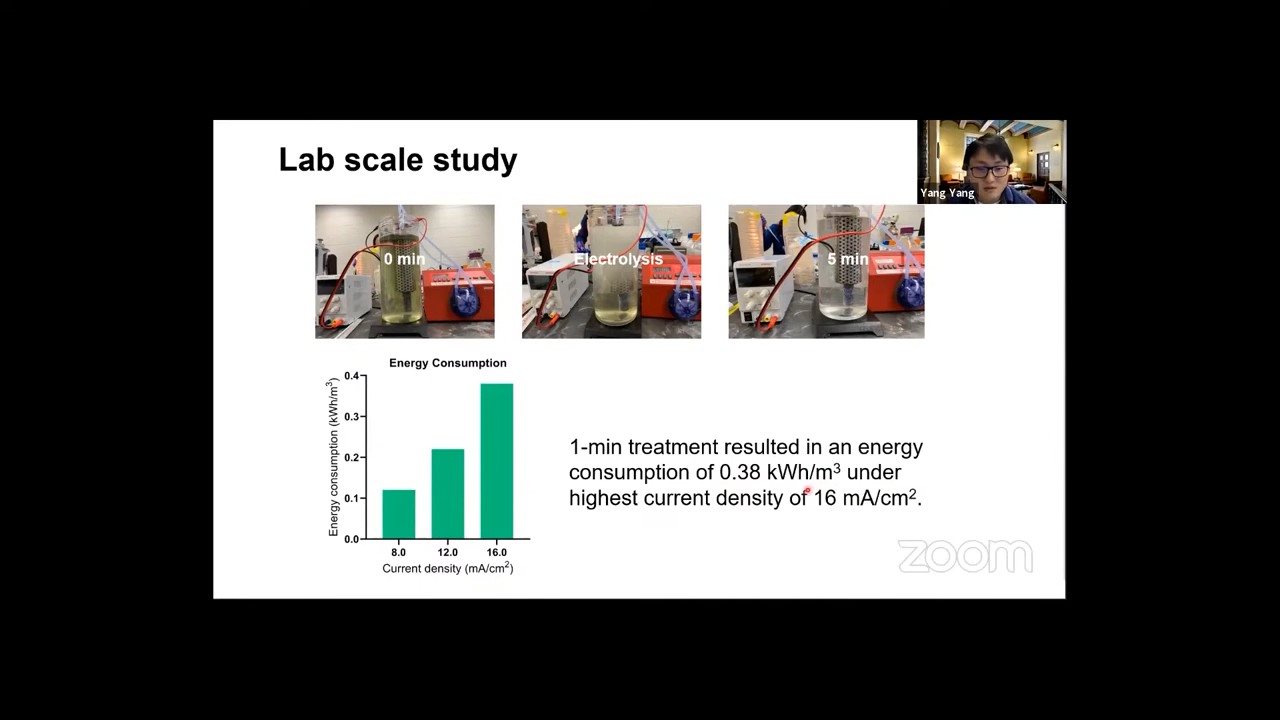 Lab scale study
Yang Yang
0 min
Electrolysis
5 min
Energy Consumption
Energy consumption (kWh/m³)
0.4
0.3
0.2
0.1
0.0
8.0
12.0
16.0
Current density (mA/cm²)
1-min treatment resulted in an energy
consumption of 0.38 kWh/m³ under
highest current density of 16 mA/cm².
zoom